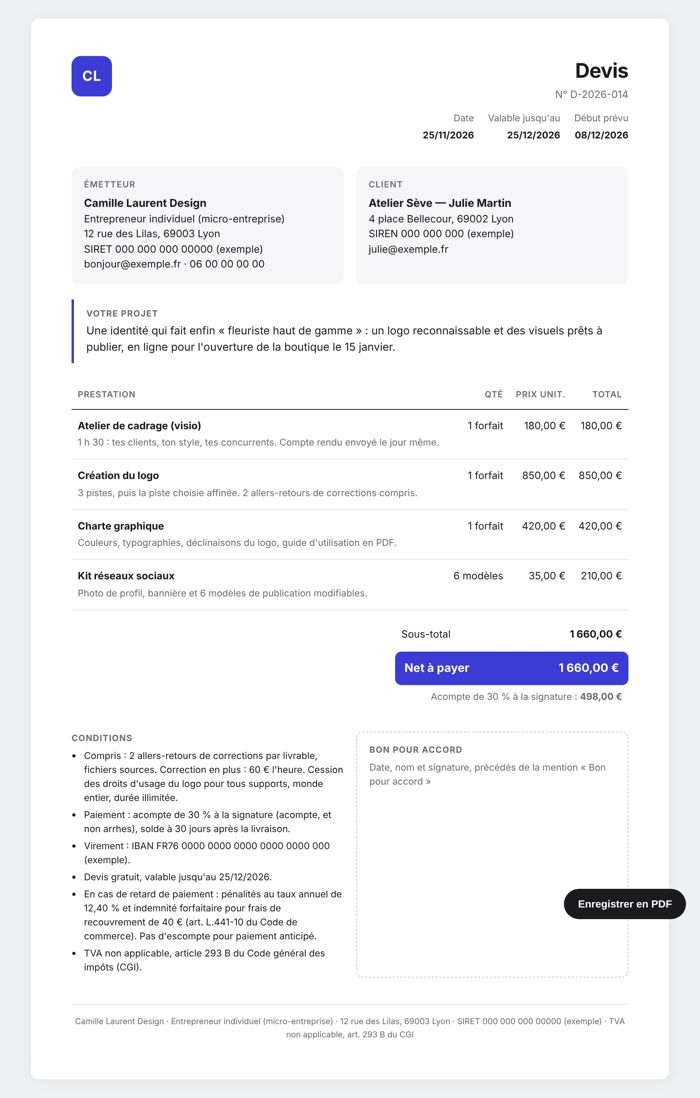 CL
Devis
N° D-2026-014
Date Valable jusqu'au Début prévu
25/11/2026 25/12/2026 08/12/2026
ÉMETTEUR
Camille Laurent Design
Entrepreneur individuel (micro-entreprise)
12 rue des Lilas, 69003 Lyon
SIRET 000 000 000 00000 (exemple)
bonjour@exemple.fr · 06 00 00 00 00
CLIENT
Atelier Sève — Julie Martin
4 place Bellecour, 69002 Lyon
SIREN 000 000 000 (exemple)
julie@exemple.fr
VOTRE PROJET
Une identité qui fait enfin « fleuriste haut de gamme » : un logo reconnaissable et des visuels prêts à
publier, en ligne pour l'ouverture de la boutique le 15 janvier.
PRESTATION QTÉ PRIX UNIT. TOTAL
Atelier de cadrage (visio) 1 forfait 180,00 € 180,00 €
1 h 30 : tes clients, ton style, tes concurrents. Compte rendu envoyé le jour même.
Création du logo 1 forfait 850,00 € 850,00 €
3 pistes, puis la piste choisie affinée. 2 allers-retours de corrections compris.
Charte graphique 1 forfait 420,00 € 420,00 €
Couleurs, typographies, déclinaisons du logo, guide d'utilisation en PDF.
Kit réseaux sociaux 6 modèles 35,00 € 210,00 €
Photo de profil, bannière et 6 modèles de publication modifiables.
Sous-total 1 660,00 €
Net à payer 1 660,00 €
Acompte de 30 % à la signature : 498,00 €
CONDITIONS
• Compris : 2 allers-retours de corrections par livrable,
fichiers sources. Correction en plus : 60 € l'heure. Cession
des droits d'usage du logo pour tous supports, monde
entier, durée illimitée.
• Paiement : acompte de 30 % à la signature (acompte, et
non arrhes), solde à 30 jours après la livraison.
• Virement : IBAN FR76 0000 0000 0000 0000 0000 000
(exemple).
• Devis gratuit, valable jusqu'au 25/12/2026.
• En cas de retard de paiement : pénalités au taux annuel de
12,40 % et indemnité forfaitaire pour frais de
recouvrement de 40 € (art. L.441-10 du Code de
commerce). Pas d'escompte pour paiement anticipé.
• TVA non applicable, article 293 B du Code général des
impôts (CGI).
BON POUR ACCORD
Date, nom et signature, précédés de la mention « Bon
pour accord »
Enregistrer en PDF
Camille Laurent Design · Entrepreneur individuel (micro-entreprise) · 12 rue des Lilas, 69003 Lyon · SIRET 000 000 000 00000 (exemple) · TVA
non applicable, art. 293 B du CGI